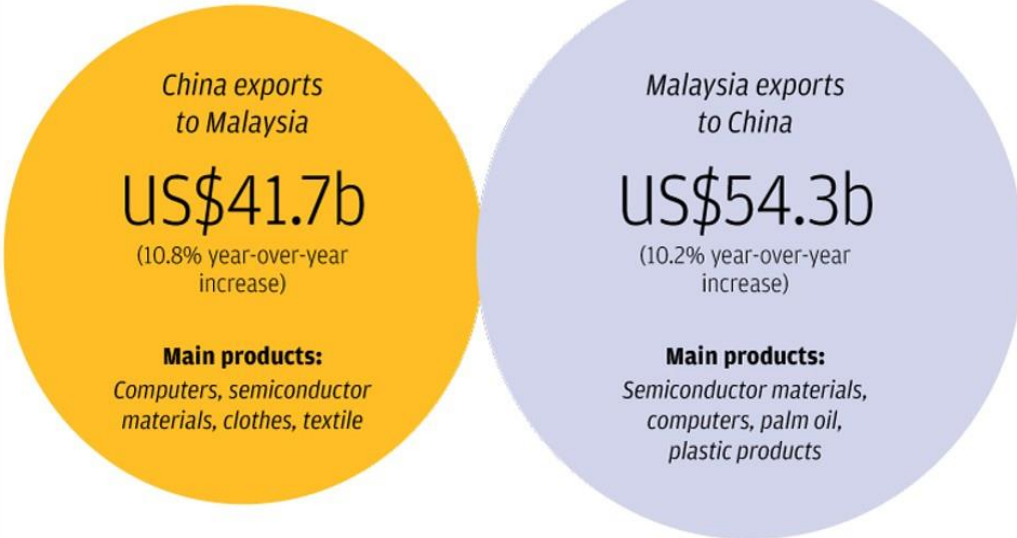 China exports
to Malaysia
US$41.7b
(10.8% year-over-year
increase)
Main products:
Computers, semiconductor
materials, clothes, textile
Malaysia exports
to China
US$54.3b
(10.2% year-over-year
increase)
Main products:
Semiconductor materials,
computers, palm oil,
plastic products